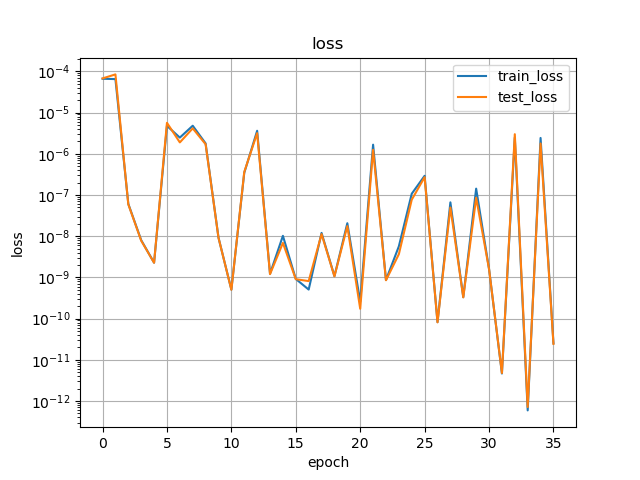 loss
train_loss
test_loss
10⁻⁴
10⁻⁵
10⁻⁶
10⁻⁷
10⁻⁸
10⁻⁹
10⁻¹⁰
10⁻¹¹
10⁻¹²
loss
0 5 10 15 20 25 30 35
epoch